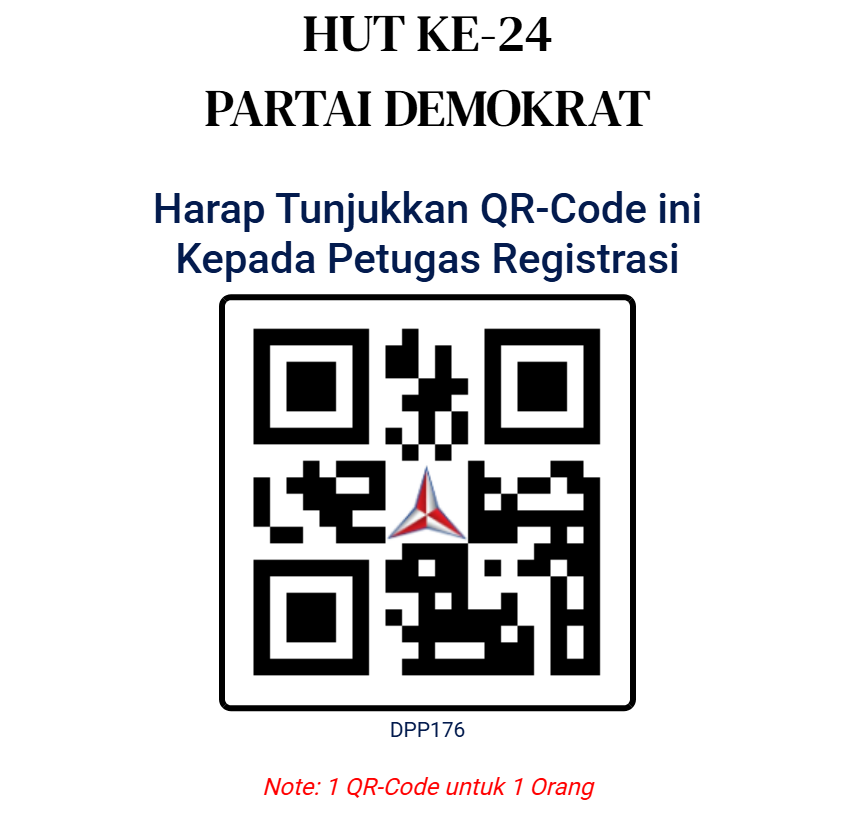 HUT KE-24
PARTAI DEMOKRAT
Harap Tunjukkan QR-Code ini
Kepada Petugas Registrasi
DPP176
Note: 1 QR-Code untuk 1 Orang